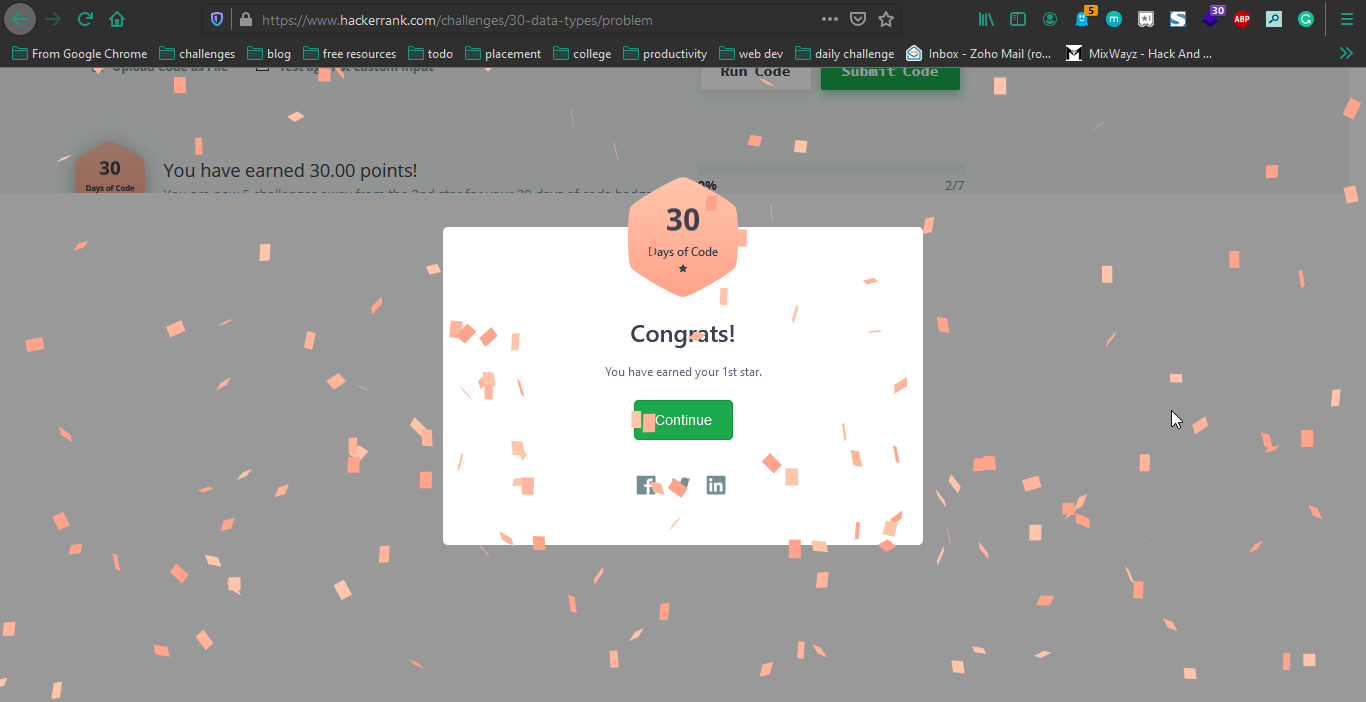 https://www.hackerrank.com/challenges/30-data-types/problem
5
30
ABP
From Google Chrome challenges blog free resources todo placement college productivity web dev daily challenge Inbox - Zoho Mail (ro... MixWayz - Hack And ...
Upload Code as File Test against custom input Run Code Submit Code
30
Days of Code
You have earned 30.00 points!
You are now 5 challenges away from the 2nd star for your 30 days of code badge
0% 2/7
30
Days of Code
Congrats!
You have earned your 1st star.
Continue